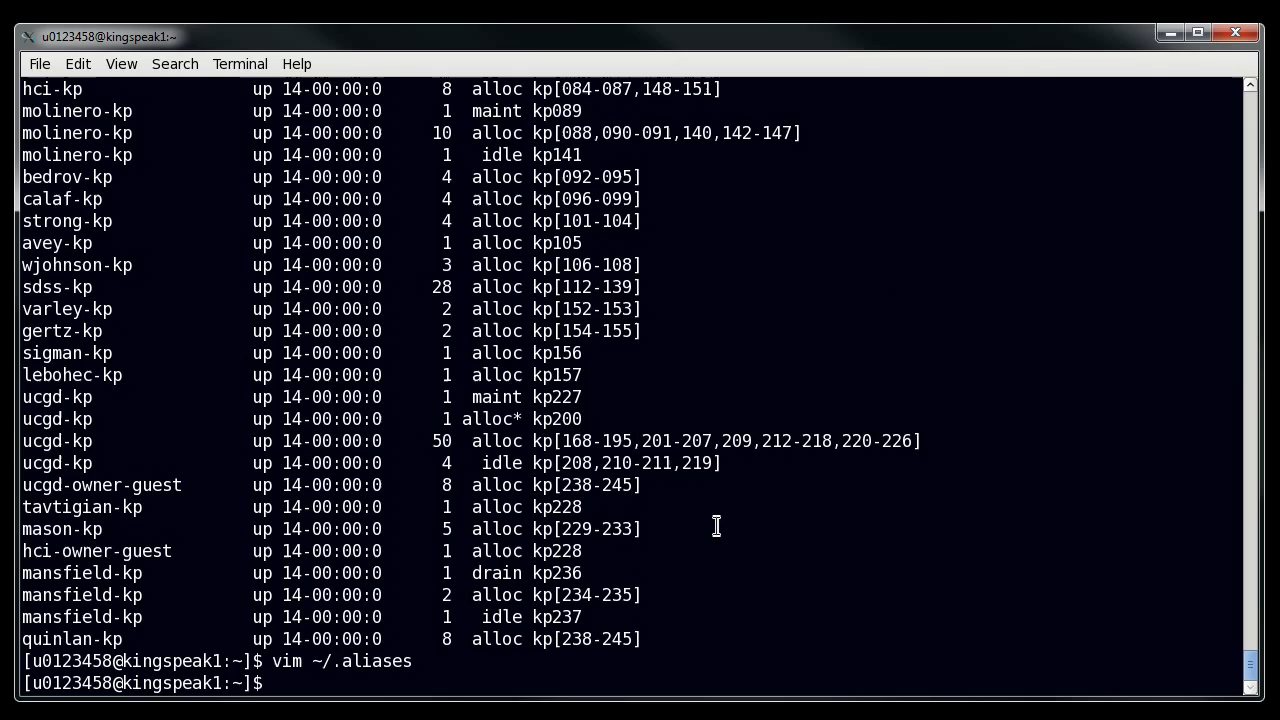 u0123458@kingspeak1:~
File Edit View Search Terminal Help
hci-kp up 14-00:00:0 8 alloc kp[084-087,148-151]
molinero-kp up 14-00:00:0 1 maint kp089
molinero-kp up 14-00:00:0 10 alloc kp[088,090-091,140,142-147]
molinero-kp up 14-00:00:0 1 idle kp141
bedrov-kp up 14-00:00:0 4 alloc kp[092-095]
calaf-kp up 14-00:00:0 4 alloc kp[096-099]
strong-kp up 14-00:00:0 4 alloc kp[101-104]
avey-kp up 14-00:00:0 1 alloc kp105
wjohnson-kp up 14-00:00:0 3 alloc kp[106-108]
sdss-kp up 14-00:00:0 28 alloc kp[112-139]
varley-kp up 14-00:00:0 2 alloc kp[152-153]
gertz-kp up 14-00:00:0 2 alloc kp[154-155]
sigman-kp up 14-00:00:0 1 alloc kp156
lebohec-kp up 14-00:00:0 1 alloc kp157
ucgd-kp up 14-00:00:0 1 maint kp227
ucgd-kp up 14-00:00:0 1 alloc* kp200
ucgd-kp up 14-00:00:0 50 alloc kp[168-195,201-207,209,212-218,220-226]
ucgd-kp up 14-00:00:0 4 idle kp[208,210-211,219]
ucgd-owner-guest up 14-00:00:0 8 alloc kp[238-245]
tavtigian-kp up 14-00:00:0 1 alloc kp228
mason-kp up 14-00:00:0 5 alloc kp[229-233]
hci-owner-guest up 14-00:00:0 1 alloc kp228
mansfield-kp up 14-00:00:0 1 drain kp236
mansfield-kp up 14-00:00:0 2 alloc kp[234-235]
mansfield-kp up 14-00:00:0 1 idle kp237
quinlan-kp up 14-00:00:0 8 alloc kp[238-245]
[u0123458@kingspeak1:~]$ vim ~/.aliases
[u0123458@kingspeak1:~]$